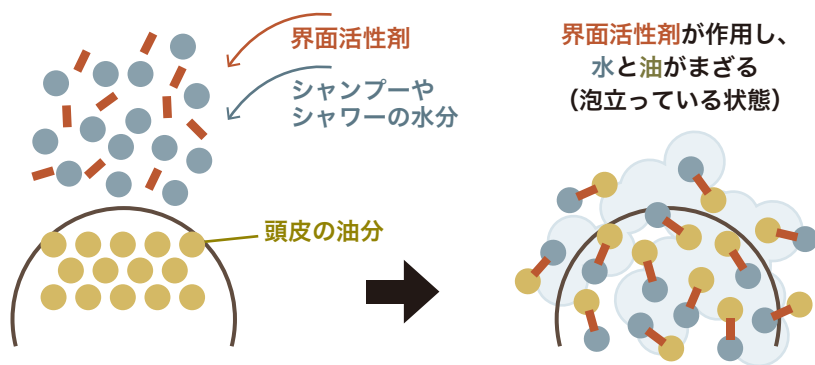 界面活性剤
シャンプーや
シャワーの水分
頭皮の油分
界面活性剤が作用し、
水と油がまざる
（泡立っている状態）